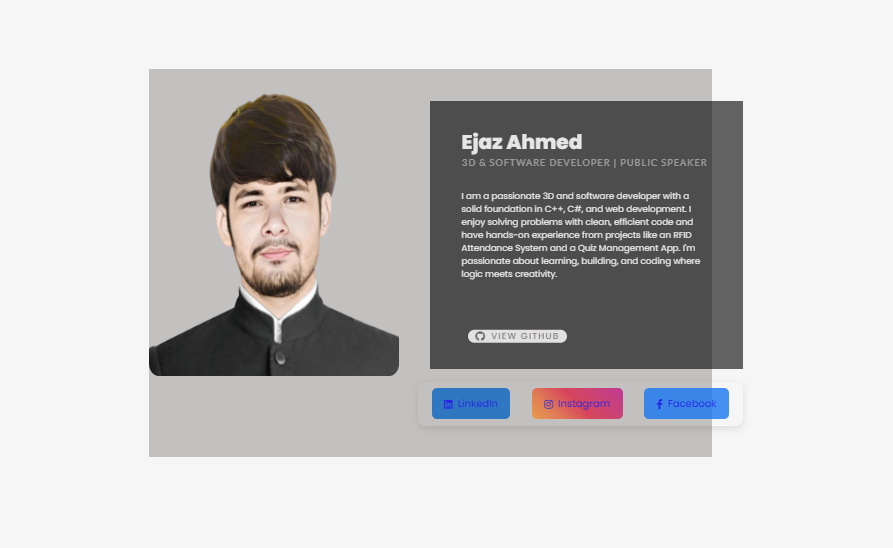 Ejaz Ahmed
3D & SOFTWARE DEVELOPER | PUBLIC SPEAKER
I am a passionate 3D and software developer with a
solid foundation in C++, C#, and web development. I
enjoy solving problems with clean, efficient code and
have hands-on experience from projects like an RFID
Attendance System and a Quiz Management App. I'm
passionate about learning, building, and coding where
logic meets creativity.
VIEW GITHUB
LinkedIn Instagram Facebook